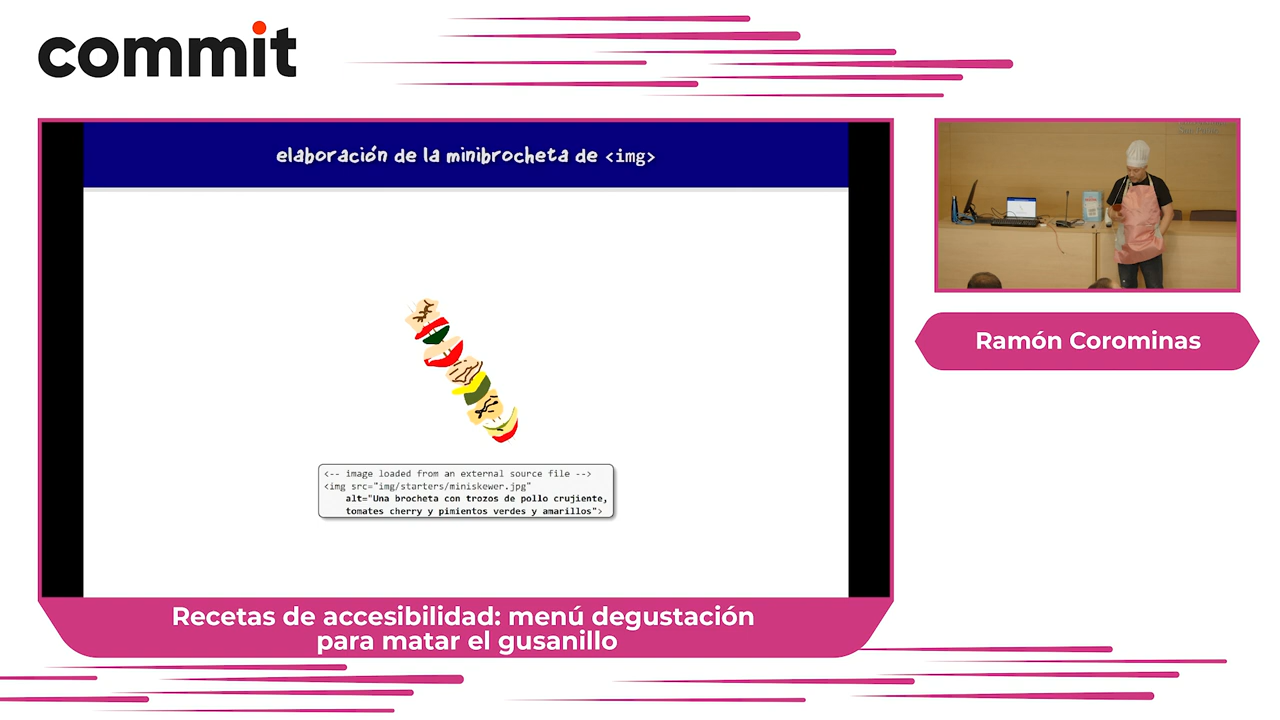 commit
elaboración de la minibrocheta de <img>
<-- image loaded from an external source file -->
<img src="img/starters/miniskewer.jpg"
alt="Una brocheta con trozos de pollo crujiente,
tomates cherry y pimientos verdes y amarillos">
Ramón Corominas
Recetas de accesibilidad: menú degustación
para matar el gusanillo